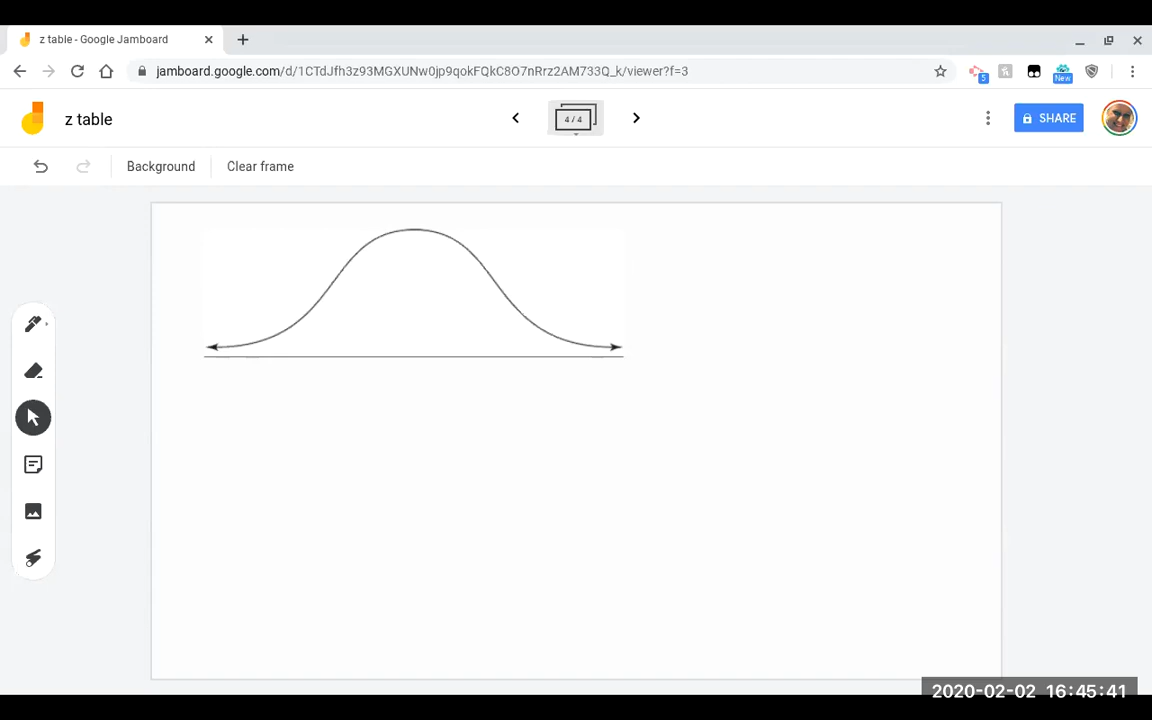 z table - Google Jamboard
jamboard.google.com/d/1CTdJfh3z93MGXUNw0jp9qokFQkC8O7nRrz2AM733Q_k/viewer?f=3
5
New
z table
4 / 4
SHARE
Background
Clear frame
2020-02-02 16:45:41